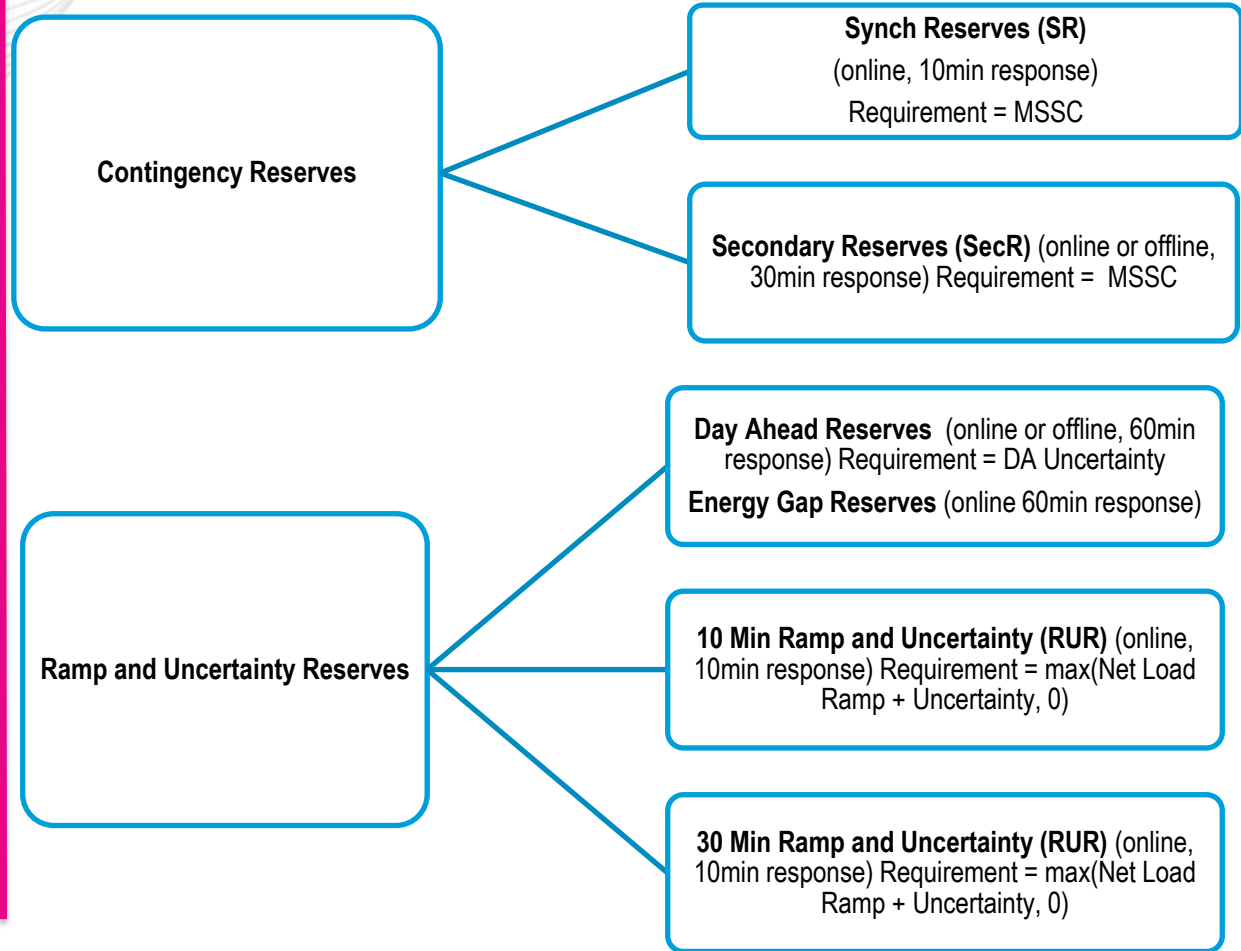 Contingency Reserves
Synch Reserves (SR)
(online, 10min response)
Requirement = MSSC
Secondary Reserves (SecR) (online or offline,
30min response) Requirement = MSSC
Ramp and Uncertainty Reserves
Day Ahead Reserves (online or offline, 60min
response) Requirement = DA Uncertainty
Energy Gap Reserves (online 60min response)
10 Min Ramp and Uncertainty (RUR) (online,
10min response) Requirement = max(Net Load
Ramp + Uncertainty, 0)
30 Min Ramp and Uncertainty (RUR) (online,
10min response) Requirement = max(Net Load
Ramp + Uncertainty, 0)